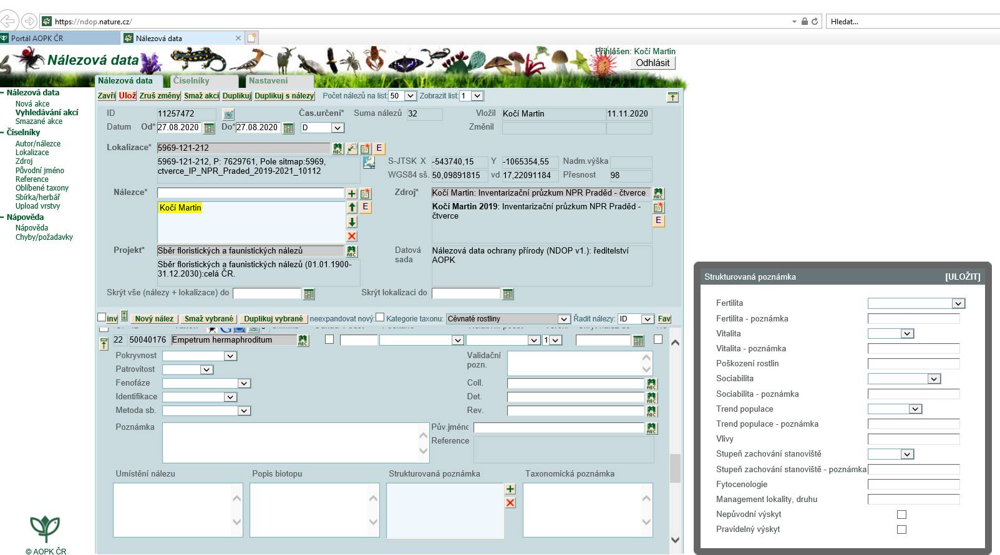 https://ndop.nature.cz/
Hledat...
Portál AOPK ČR
Nálezová data
Nálezová data
Přihlášen: Kočí Martin
Odhlásit
Nálezová data
Číselníky
Nastavení
– Nálezová data
Nová akce
Vyhledávání akcí
Smazané akce
– Číselníky
Autor/nálezce
Lokalizace
Zdroj
Původní jméno
Reference
Oblíbené taxony
Sbírka/herbář
Upload vrstvy
– Nápověda
Nápověda
Chyby/požadavky
© AOPK ČR
Zavři Ulož Zruš změny Smaž akci Duplikuj Duplikuj s nálezy Počet nálezů na list: 50 Zobrazit list: 1
ID 11257472 Čas.určení* Suma nálezů 32 Vložil Kočí Martin 11.11.2020
Datum Od* 27.08.2020 Do* 27.08.2020 D Změnil
Lokalizace* 5969-121-212 E
5969-121-212, P: 7629761, Pole sitmap:5969,
ctverce_IP_NPR_Praded_2019-2021_10112
S-JTSK X -543740,15 Y -1065354,55 Nadm.výška
WGS84 sš. 50,09891815 vd. 17,22091184 Přesnost 98
Nálezce*
Kočí Martin
E
Zdroj* Kočí Martin: Inventarizační průzkum NPR Praděd - čtverce
Kočí Martin 2019: Inventarizační průzkum NPR Praděd -
čtverce
E
Projekt* Sběr floristických a faunistických nálezů
Sběr floristických a faunistických nálezů (01.01.1900-
31.12.2030):celá ČR.
Datová
sada
Nálezová data ochrany přírody (NDOP v1.): ředitelství
AOPK
Skrýt vše (nálezy + lokalizace) do
Skrýt lokalizaci do
inv Nový nález Smaž vybrané Duplikuj vybrané neexpandovat nový: Kategorie taxonu: Cévnaté rostliny Řadit nálezy: ID Fav
22 50040176 Empetrum hermaphroditum 1
Pokryvnost
Patrovitost
Fenofáze
Identifikace
Metoda sb.
Validační
pozn.
Coll.
Det.
Rev.
Poznámka
Pův.jméno
Reference
Umístění nálezu
Popis biotopu
Strukturovaná poznámka
Taxonomická poznámka
Strukturovaná poznámka [ULOŽIT]
Fertilita
Fertilita - poznámka
Vitalita
Vitalita - poznámka
Poškození rostlin
Sociabilita
Sociabilita - poznámka
Trend populace
Trend populace - poznámka
Vlivy
Stupeň zachování stanoviště
Stupeň zachování stanoviště - poznámka
Fytocenologie
Management lokality, druhu
Nepůvodní výskyt
Pravidelný výskyt